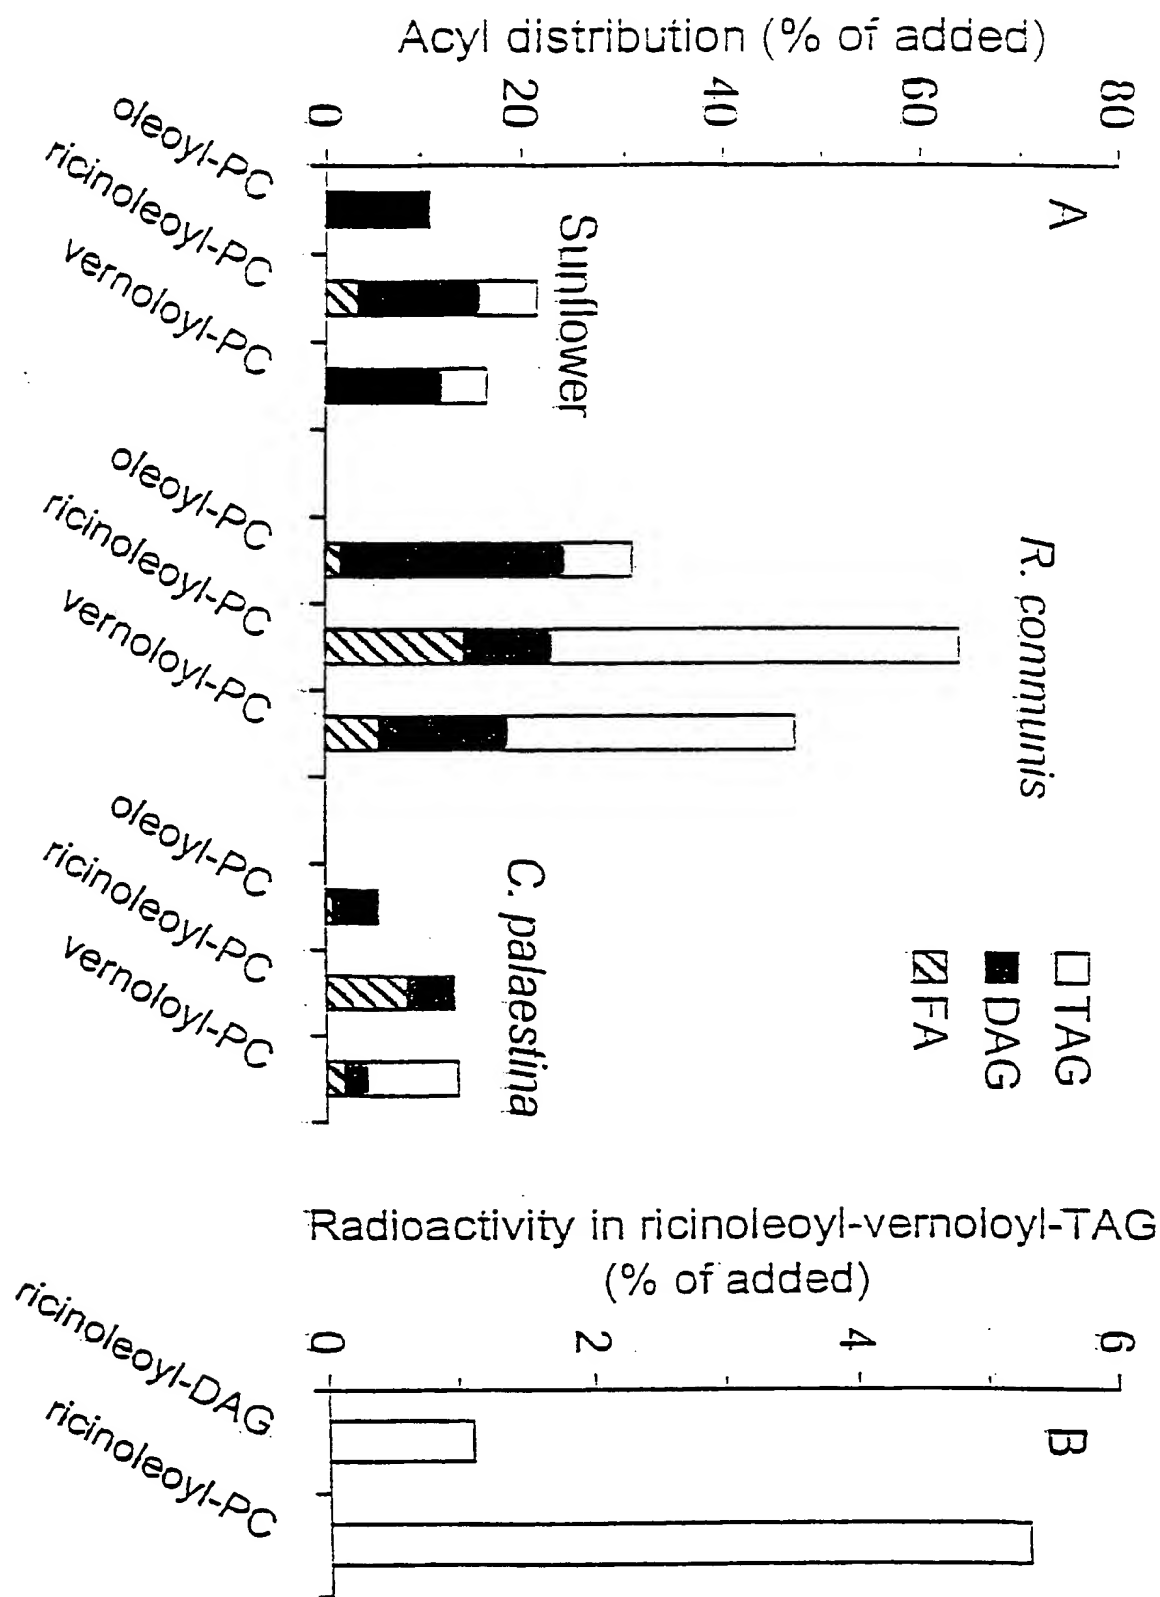 Acyl distribution (% of added)
0
20
40
60
80
A
Sunflower
oleoyl-PC
ricinoleoyl-PC
vernoloyl-PC
R. communis
oleoyl-PC
ricinoleoyl-PC
vernoloyl-PC
C. palaestina
oleoyl-PC
ricinoleoyl-PC
vernoloyl-PC
TAG
DAG
FA
Radioactivity in ricinoleoyl-vernoloyl-TAG
(% of added)
0
2
4
6
B
ricinoleoyl-DAG
ricinoleoyl-PC